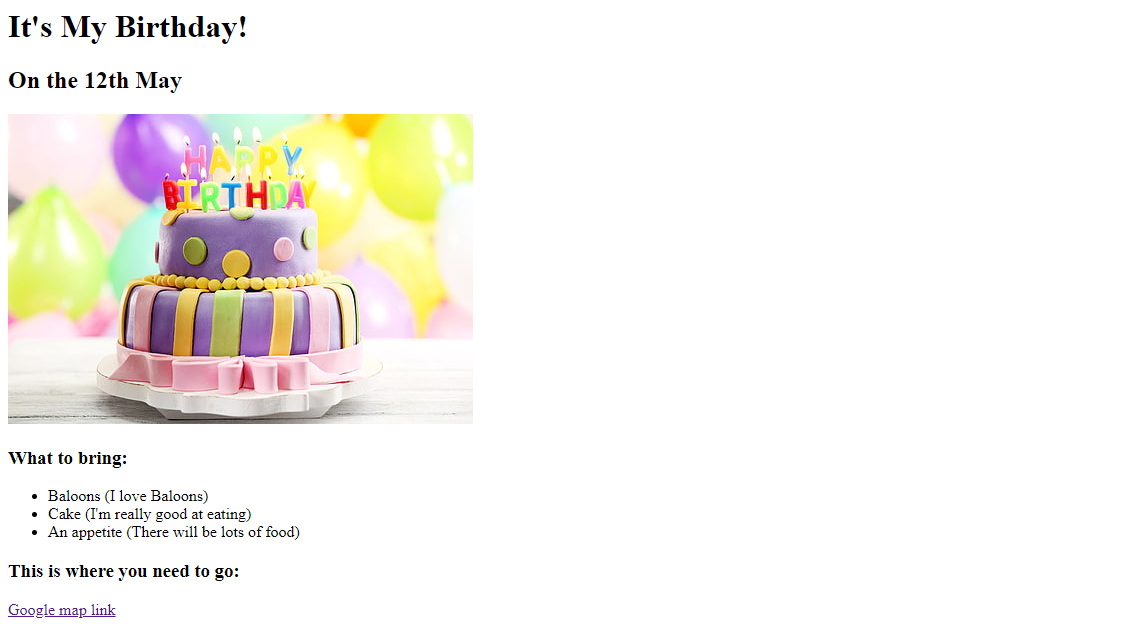 It's My Birthday!
On the 12th May
HAPPY
BIRTHDAY
What to bring:
Baloons (I love Baloons)
Cake (I'm really good at eating)
An appetite (There will be lots of food)
This is where you need to go:
Google map link